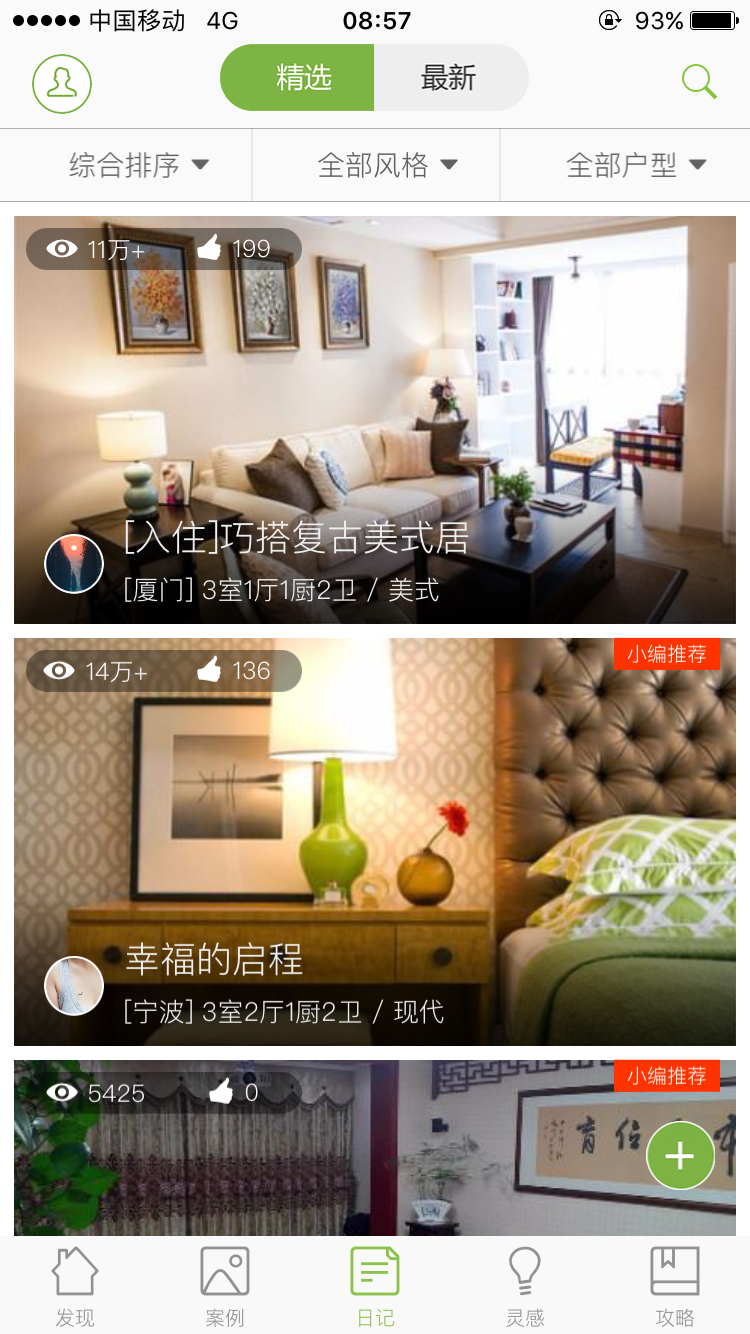 中国移动 4G 08:57 93%
精选 最新
综合排序 全部风格 全部户型
11万+ 199
[入住]巧搭复古美式居
[厦门] 3室1厅1厨2卫 / 美式
14万+ 136 小编推荐
幸福的启程
[宁波] 3室2厅1厨2卫 / 现代
5425 0 小编推荐
发现 案例 日记 灵感 攻略